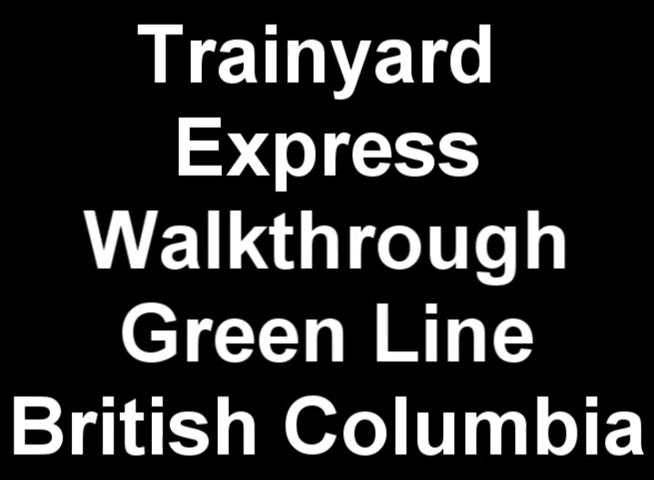 Trainyard
Express
Walkthrough
Green Line
British Columbia